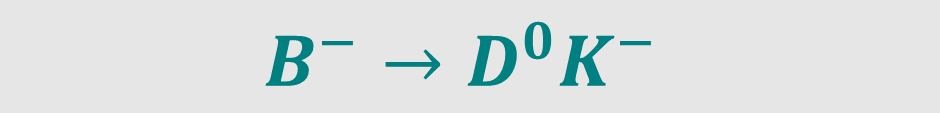 B⁻ → D⁰K⁻